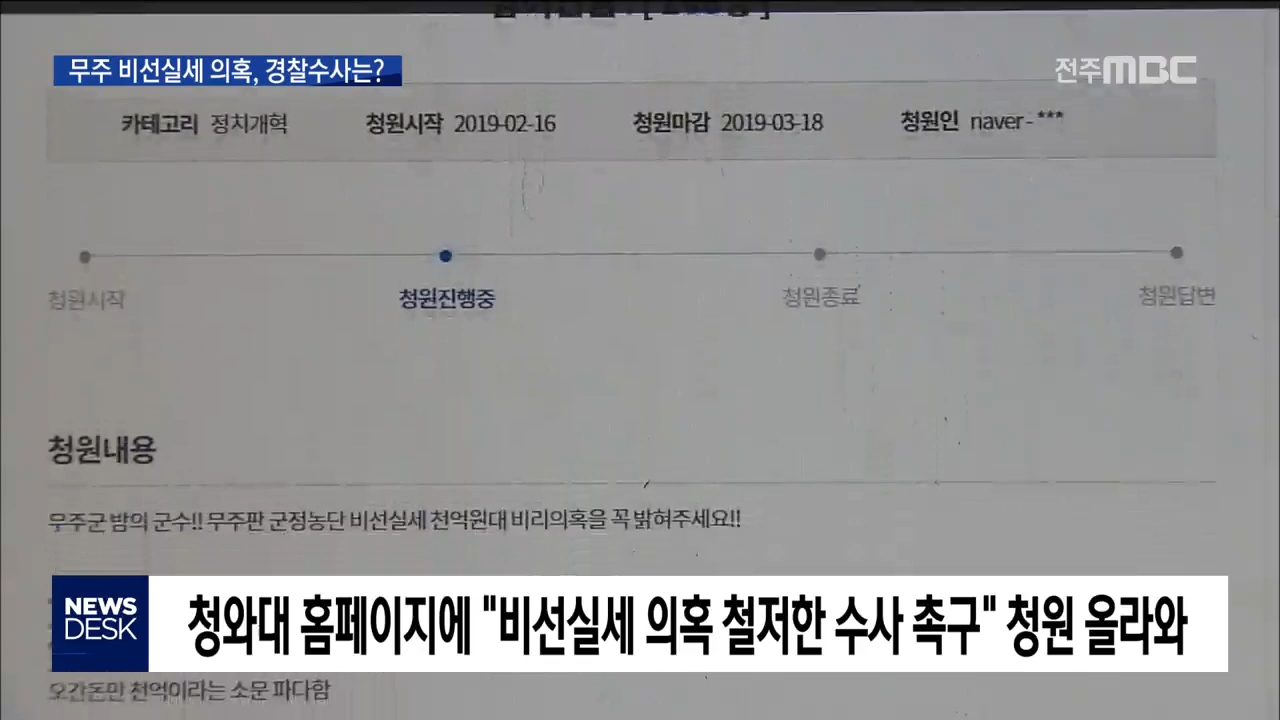 무주 비선실세 의혹, 경찰수사는?
전주MBC
카테고리 정치개혁 청원시작 2019-02-16 청원마감 2019-03-18 청원인 naver - ***
청원시작 청원진행중 청원종료 청원답변
청원내용
무주군 밤의 군수!! 무주판 군정농단 비선실세 천억원대 비리의혹을 꼭 밝혀주세요!!
NEWS
DESK
청와대 홈페이지에 "비선실세 의혹 철저한 수사 촉구" 청원 올라와
오간돈만 천억이라는 소문 파다함